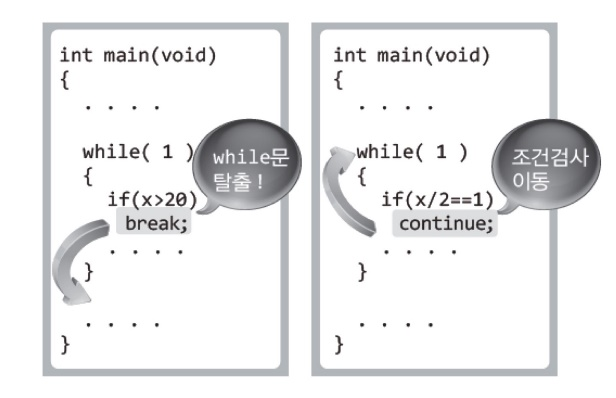 int main(void)
{
. . . .
while( 1 )
{
if(x>20)
break;
. . . .
}
. . . .
}
while문
탈출 !
int main(void)
{
. . . .
while( 1 )
{
if(x/2==1)
continue;
. . . .
}
. . . .
}
조건검사
이동